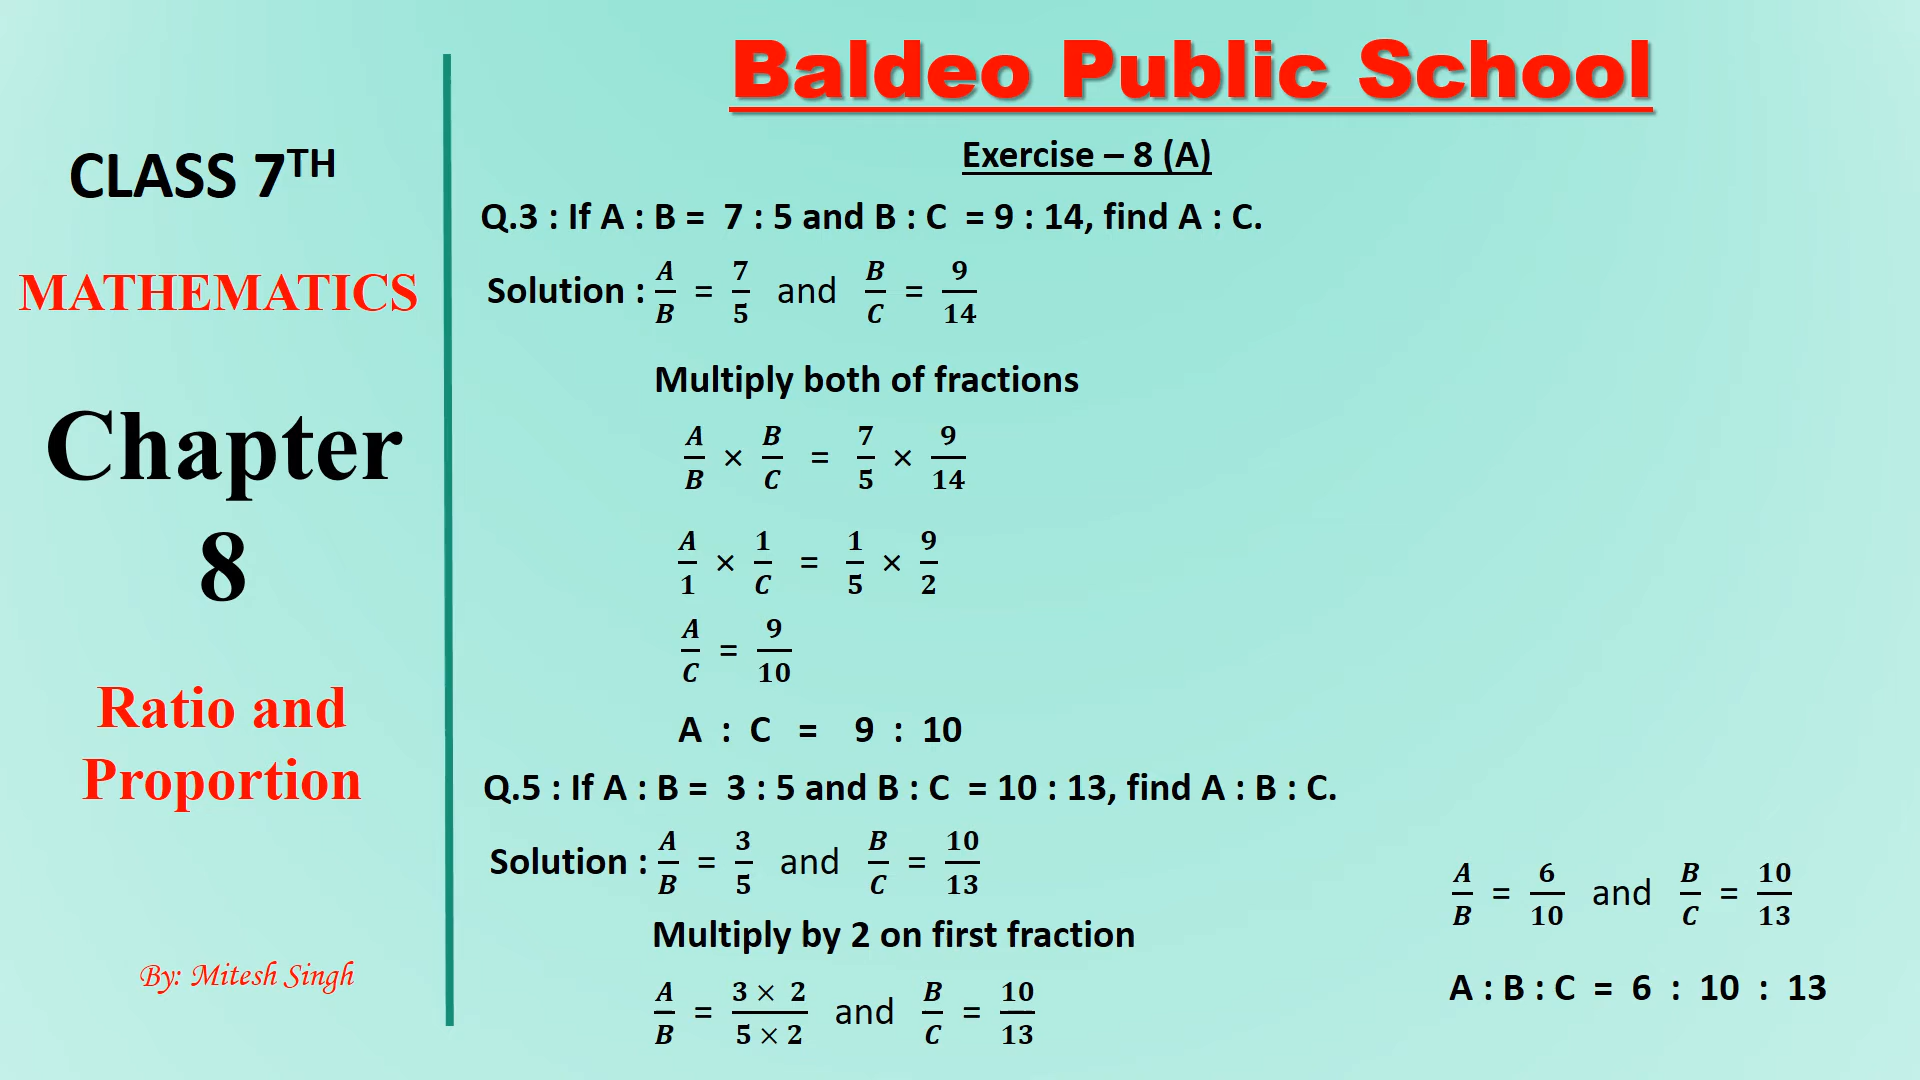 Baldeo Public School
CLASS 7TH
MATHEMATICS
Chapter
8
Ratio and
Proportion
By: Mitesh Singh
Exercise – 8 (A)
Q.3 : If A : B = 7 : 5 and B : C = 9 : 14, find A : C.
Solution : A/B = 7/5 and B/C = 9/14
Multiply both of fractions
A/B × B/C = 7/5 × 9/14
A/1 × 1/C = 1/5 × 9/2
A/C = 9/10
A : C = 9 : 10
Q.5 : If A : B = 3 : 5 and B : C = 10 : 13, find A : B : C.
Solution : A/B = 3/5 and B/C = 10/13
Multiply by 2 on first fraction
A/B = 3 × 2/5 × 2 and B/C = 10/13
A/B = 6/10 and B/C = 10/13
A : B : C = 6 : 10 : 13